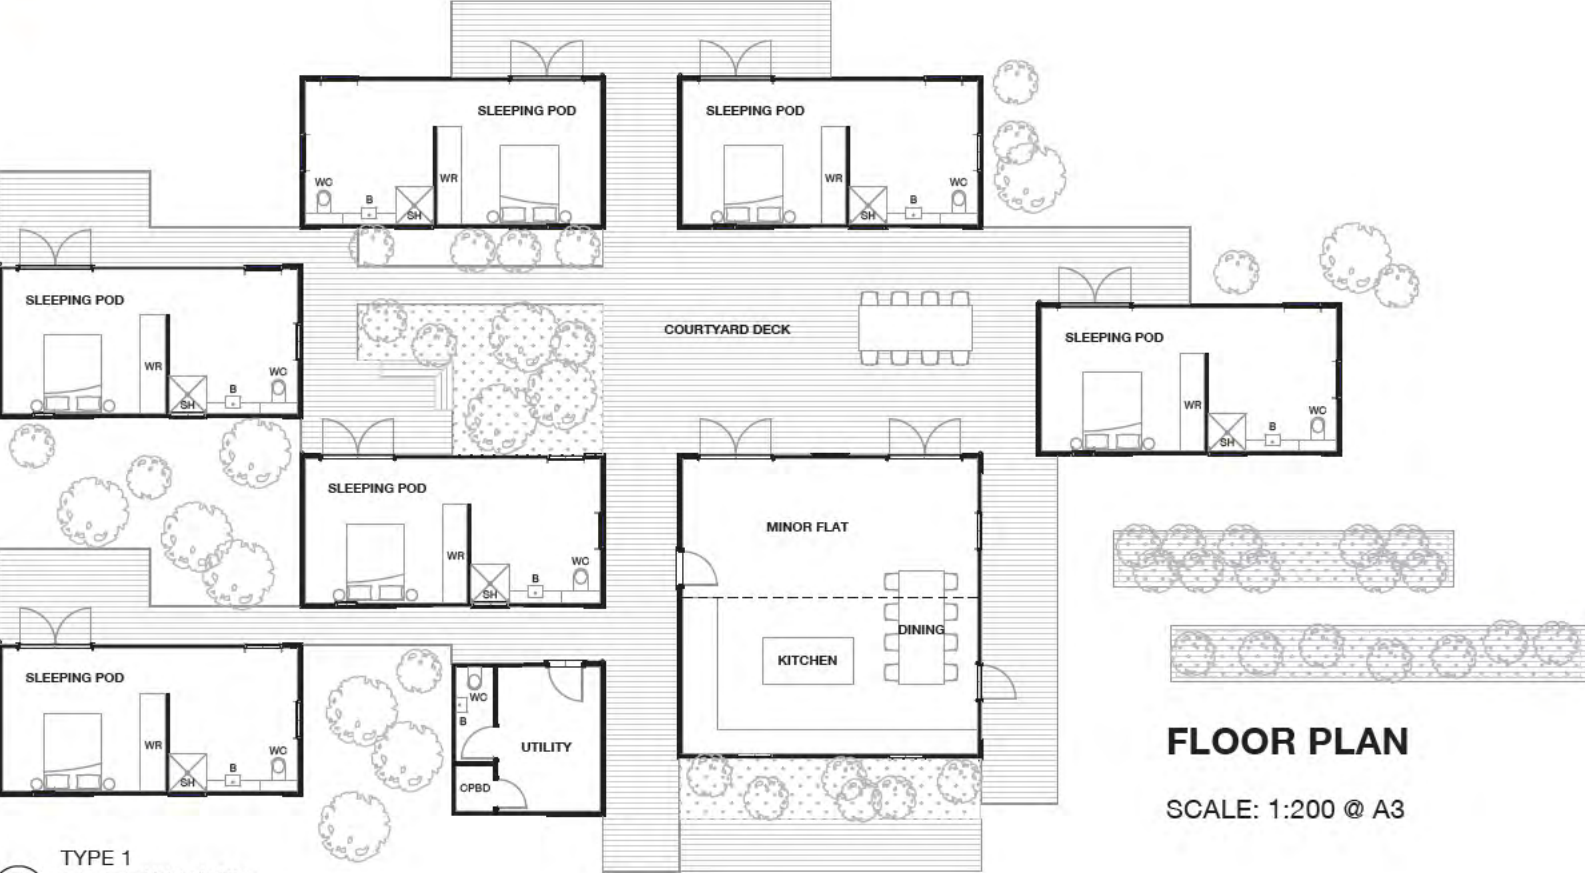 SLEEPING POD
SLEEPING POD
WC
B
SH
WR
WR
SH
B
WC
SLEEPING POD
WR
SH
B
WC
COURTYARD DECK
SLEEPING POD
WR
SH
B
WC
SLEEPING POD
WR
SH
B
WC
MINOR FLAT
DINING
KITCHEN
SLEEPING POD
WR
SH
B
WC
WC
B
UTILITY
CPBD
FLOOR PLAN
SCALE: 1:200 @ A3
TYPE 1